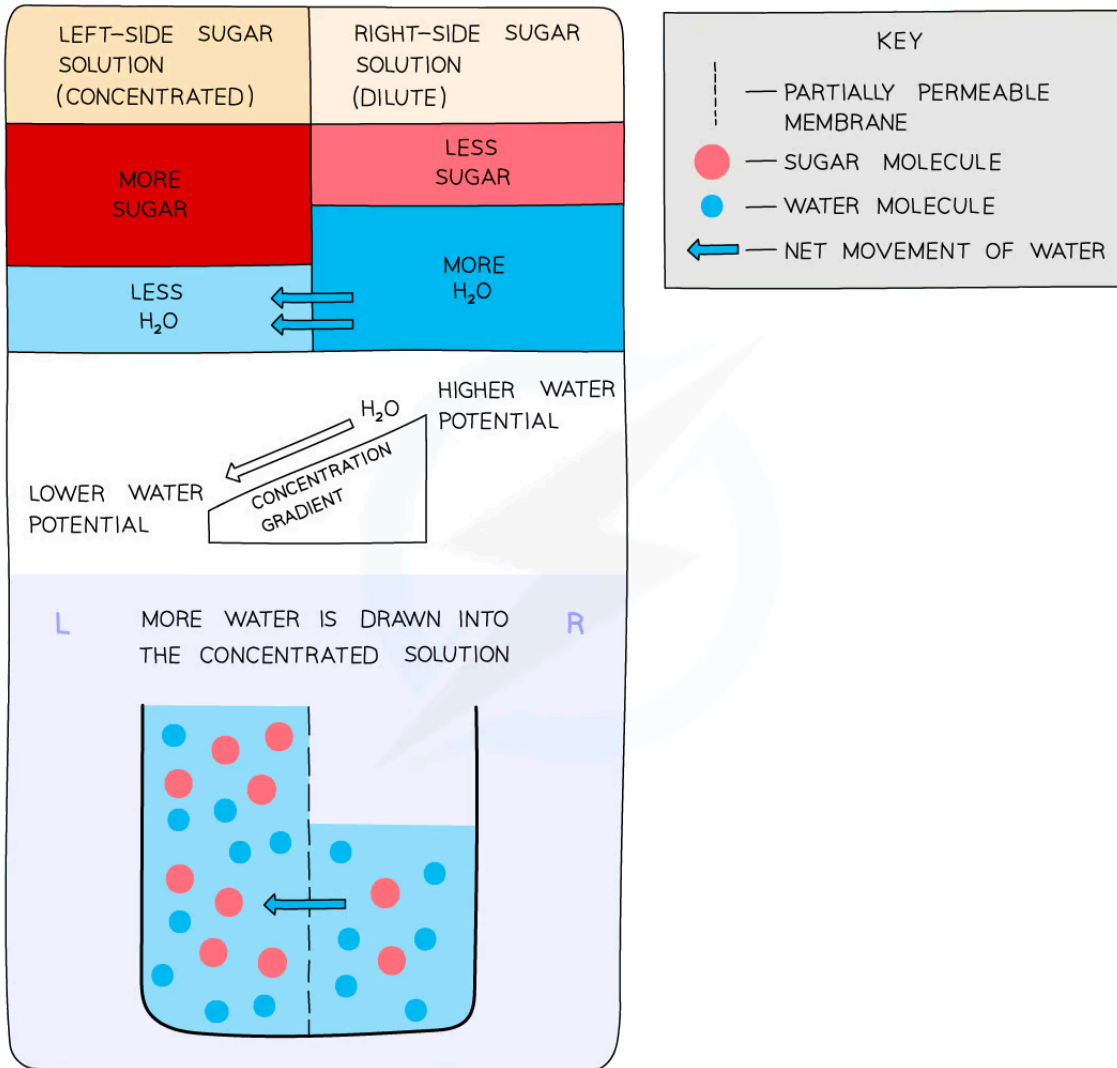 LEFT-SIDE SUGAR
SOLUTION
(CONCENTRATED)
RIGHT-SIDE SUGAR
SOLUTION
(DILUTE)
MORE
SUGAR
LESS
SUGAR
LESS
H₂O
MORE
H₂O
HIGHER WATER
POTENTIAL
H₂O
CONCENTRATION
GRADIENT
LOWER WATER
POTENTIAL
L
MORE WATER IS DRAWN INTO
THE CONCENTRATED SOLUTION
R
KEY
PARTIALLY PERMEABLE
MEMBRANE
SUGAR MOLECULE
WATER MOLECULE
NET MOVEMENT OF WATER